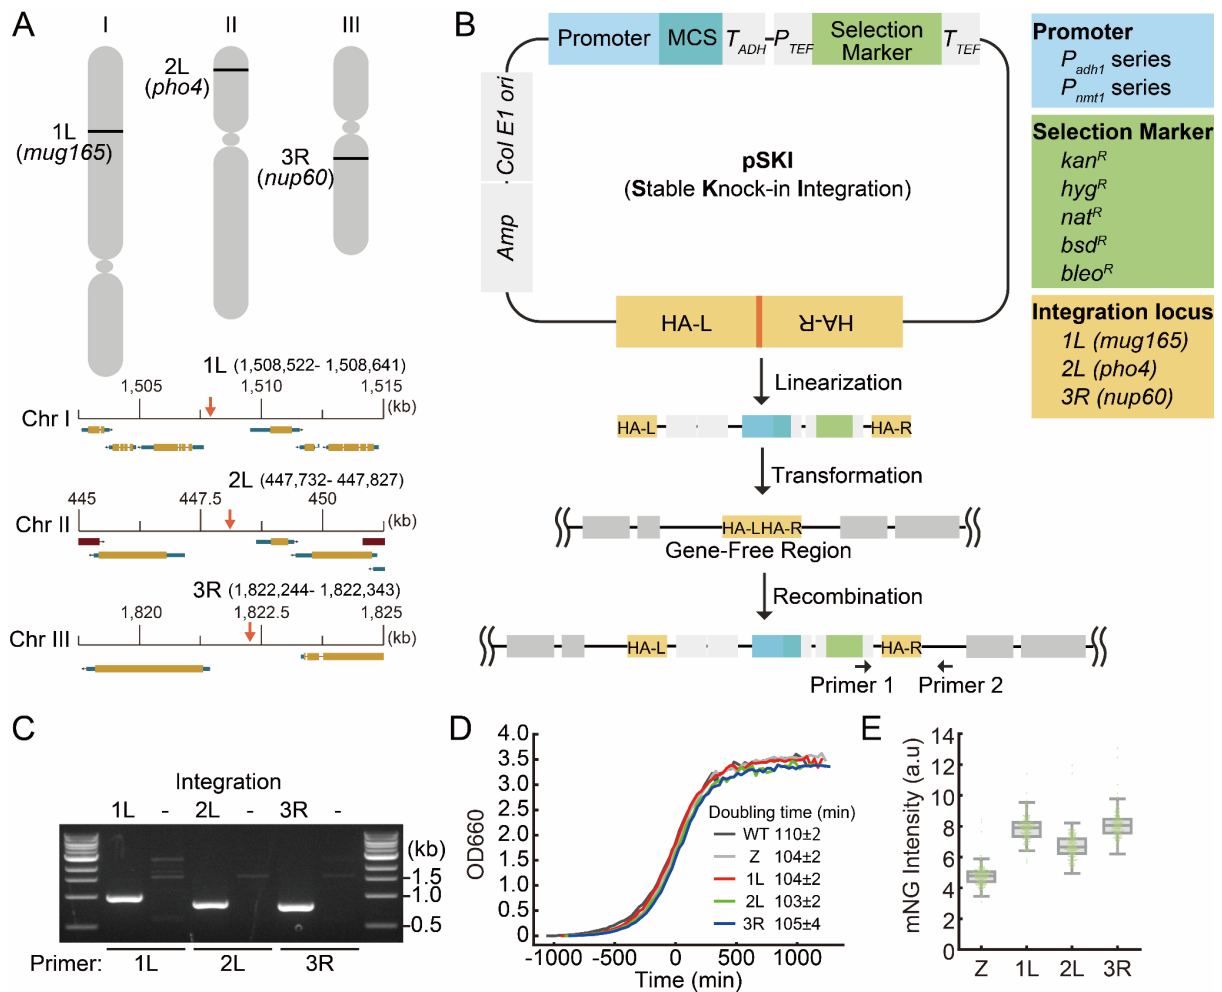 A
I
II
III
2L
(pho4)
1L
(mug165)
3R
(nup60)
1L (1,508,522- 1,508,641)
1,505
1,510
1,515
(kb)
Chr I
2L (447,732- 447,827)
445
447.5
450
(kb)
Chr II
3R (1,822,244- 1,822,343)
1,820
1,822.5
1,825
(kb)
Chr III
B
Promoter
MCS
TADH
PTEF
Selection
Marker
TTEF
Col E1 ori
Amp
pSKI
(Stable Knock-in Integration)
HA-L
HA-R
Linearization
HA-L
HA-R
Transformation
HA-LHA-R
Gene-Free Region
Recombination
HA-L
HA-R
Primer 1
Primer 2
Promoter
Padh1 series
Pnmt1 series
Selection Marker
kanR
hygR
natR
bsdR
bleoR
Integration locus
1L (mug165)
2L (pho4)
3R (nup60)
C
Integration
1L - 2L - 3R -
(kb)
1.5
1.0
0.5
Primer: 1L 2L 3R
D
OD660
4.0
3.5
3.0
2.5
2.0
1.5
1.0
0.5
0
Doubling time (min)
WT 110±2
Z 104±2
1L 104±2
2L 103±2
3R 105±4
-1000 -500 0 500 1000
Time (min)
E
mNG Intensity (a.u)
14
12
10
8
6
4
2
0
Z 1L 2L 3R